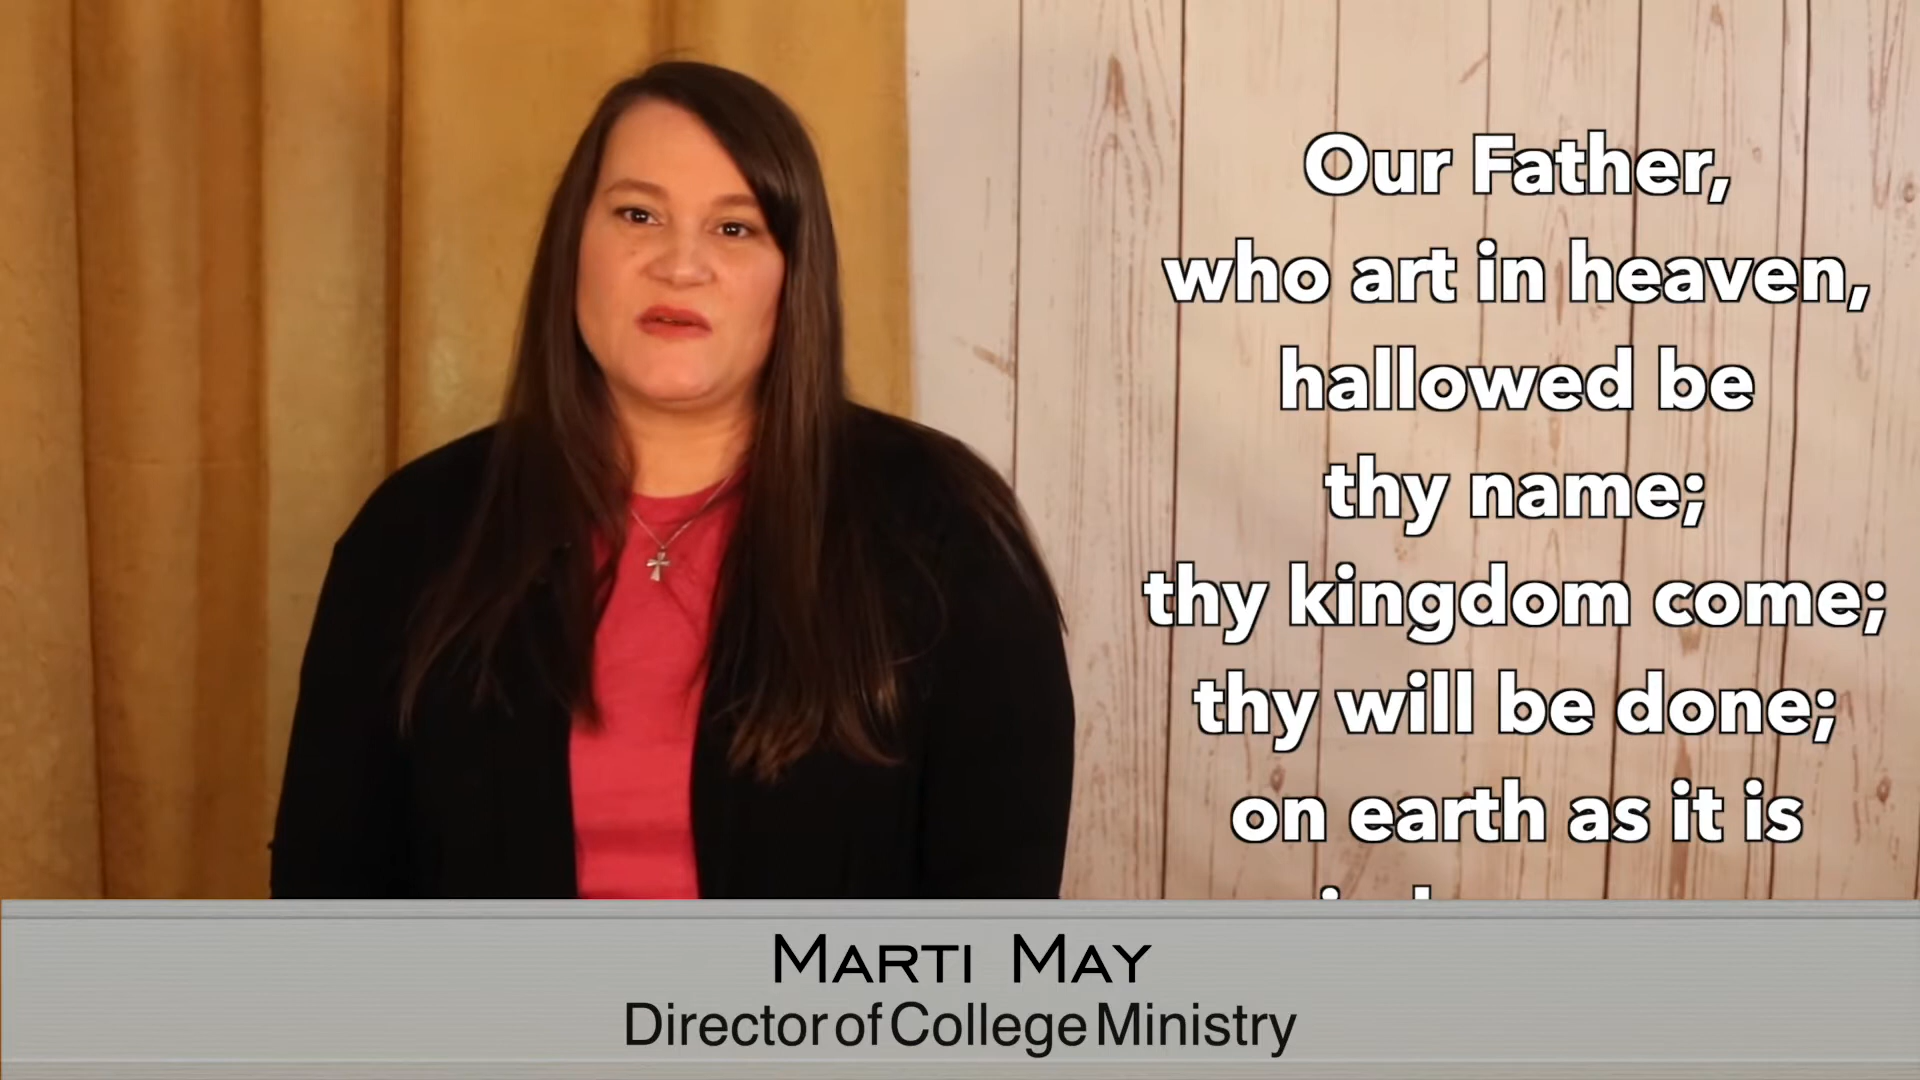 Our Father,
who art in heaven,
hallowed be
thy name;
thy kingdom come;
thy will be done;
on earth as it is
Marti May
Director of College Ministry